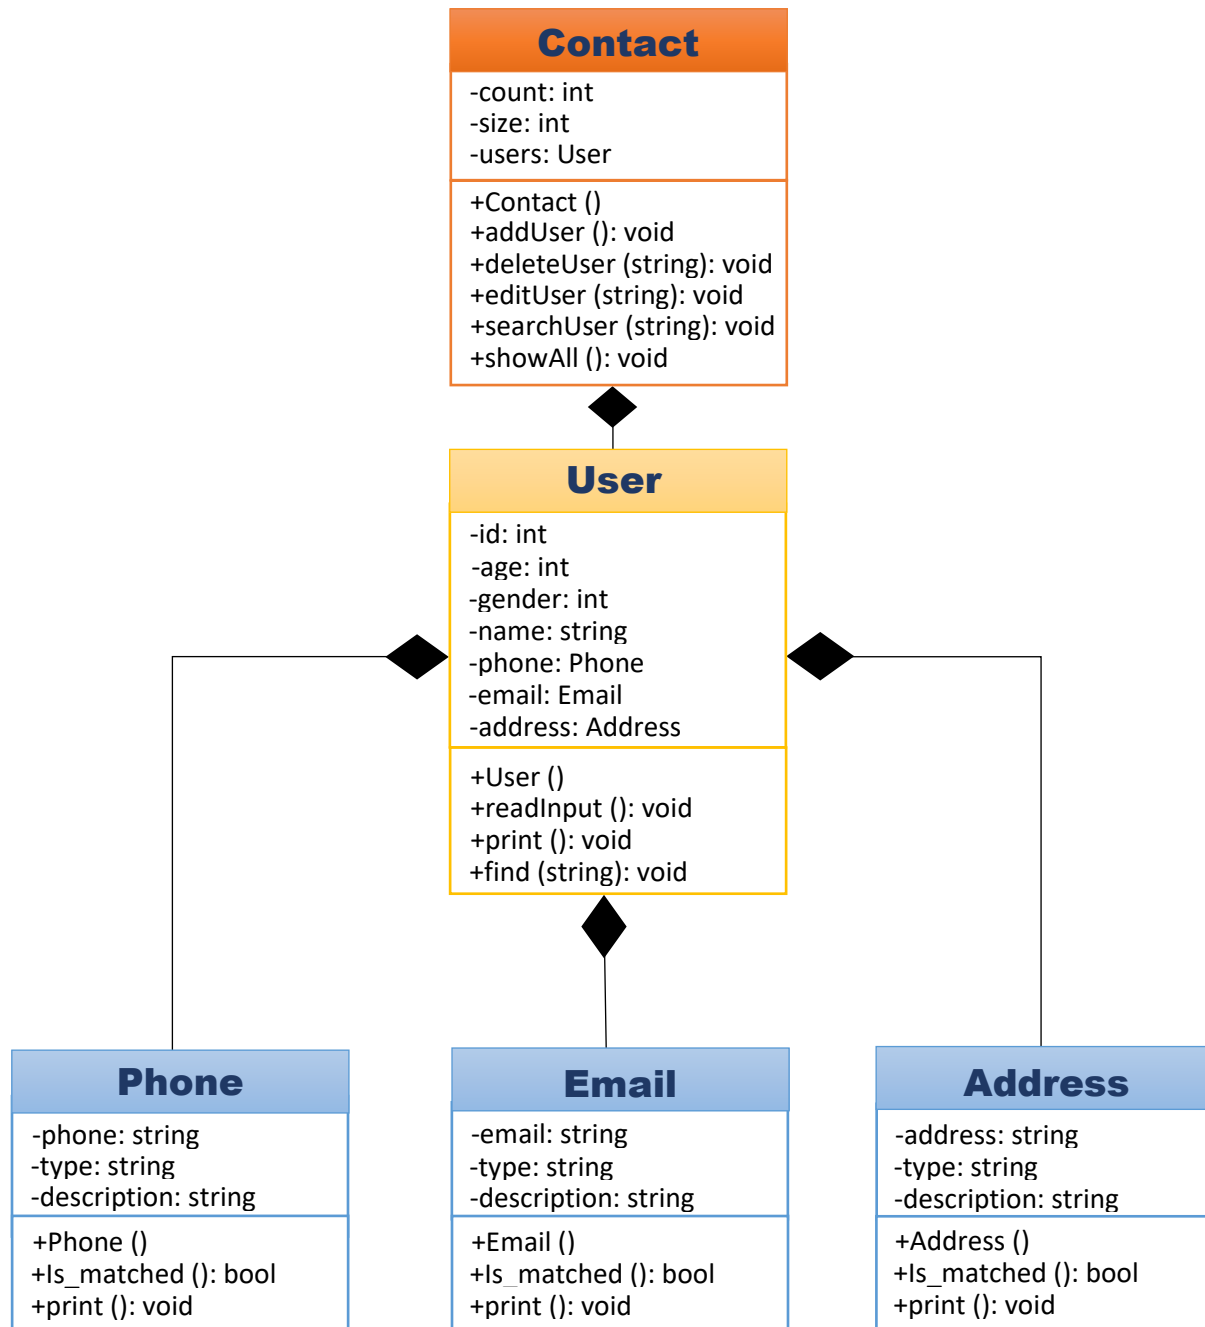 Contact
-count: int
-size: int
-users: User
+Contact ()
+addUser (): void
+deleteUser (string): void
+editUser (string): void
+searchUser (string): void
+showAll (): void
User
-id: int
-age: int
-gender: int
-name: string
-phone: Phone
-email: Email
-address: Address
+User ()
+readInput (): void
+print (): void
+find (string): void
Phone
-phone: string
-type: string
-description: string
+Phone ()
+Is_matched (): bool
+print (): void
Email
-email: string
-type: string
-description: string
+Email ()
+Is_matched (): bool
+print (): void
Address
-address: string
-type: string
-description: string
+Address ()
+Is_matched (): bool
+print (): void